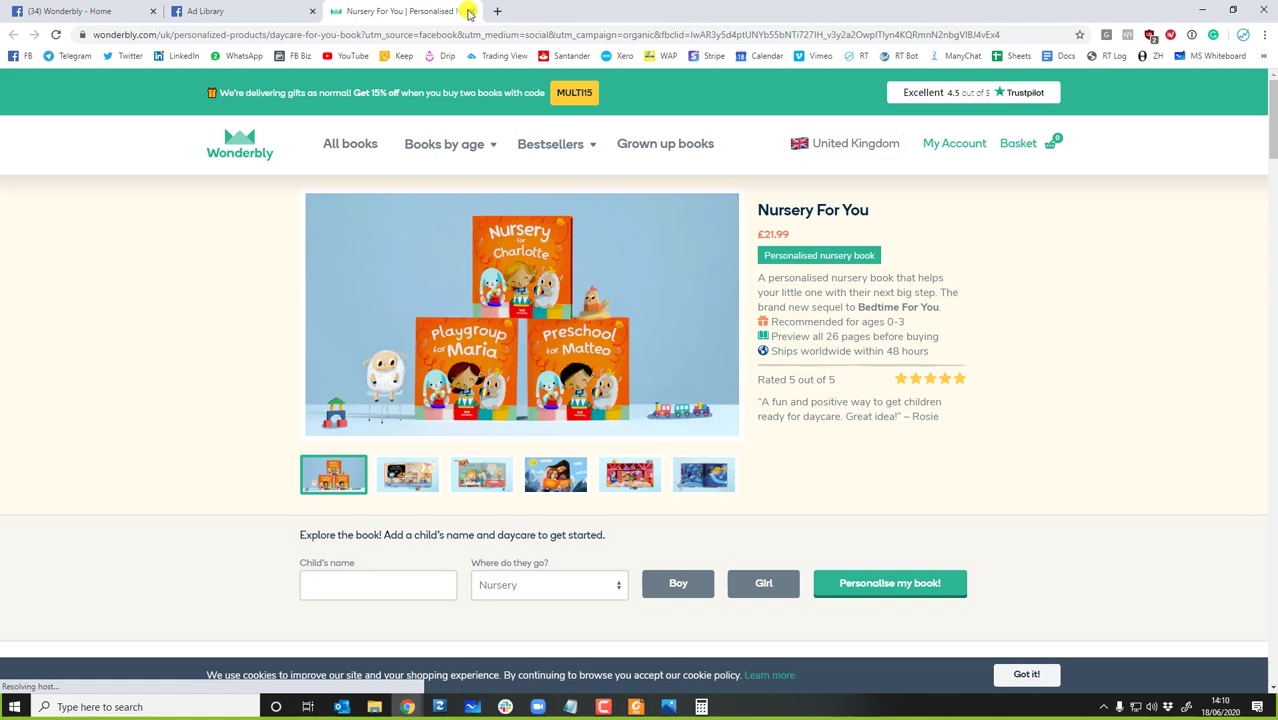 (34) Wonderbly - Home
Ad Library
Nursery For You | Personalised
wonderbly.com/uk/personalized-products/daycare-for-you-book?utm_source=facebook&utm_medium=social&utm_campaign=organic&fbclid=
FB Telegram Twitter LinkedIn WhatsApp FB Biz YouTube Keep Drip Trading View Santander Xero WAP Stripe Calendar Vimeo RT RT Bot ManyChat Sheets Docs RT Log ZH MS Whiteboard »
We're delivering gifts as normal! Get 15% off when you buy two books with code MULTI15
Excellent 4.5 out of 5 Trustpilot
Wonderbly
All books Books by age Bestsellers Grown up books
United Kingdom My Account Basket 0
Nursery for Charlotte
Playgroup for Maria
Preschool for Matteo
Nursery For You
£21.99
Personalised nursery book
A personalised nursery book that helps
your little one with their next big step. The
brand new sequel to Bedtime For You.
Recommended for ages 0-3
Preview all 26 pages before buying
Ships worldwide within 48 hours
Rated 5 out of 5
“A fun and positive way to get children
ready for daycare. Great idea!” – Rosie
Explore the book! Add a child's name and daycare to get started.
Child's name
Where do they go?
Nursery
Boy
Girl
Personalise my book!
We use cookies to improve our site and your shopping experience. By continuing to browse you accept our cookie policy. Learn more.
Got it!
Resolving host...
Type here to search
14:10
18/06/2020